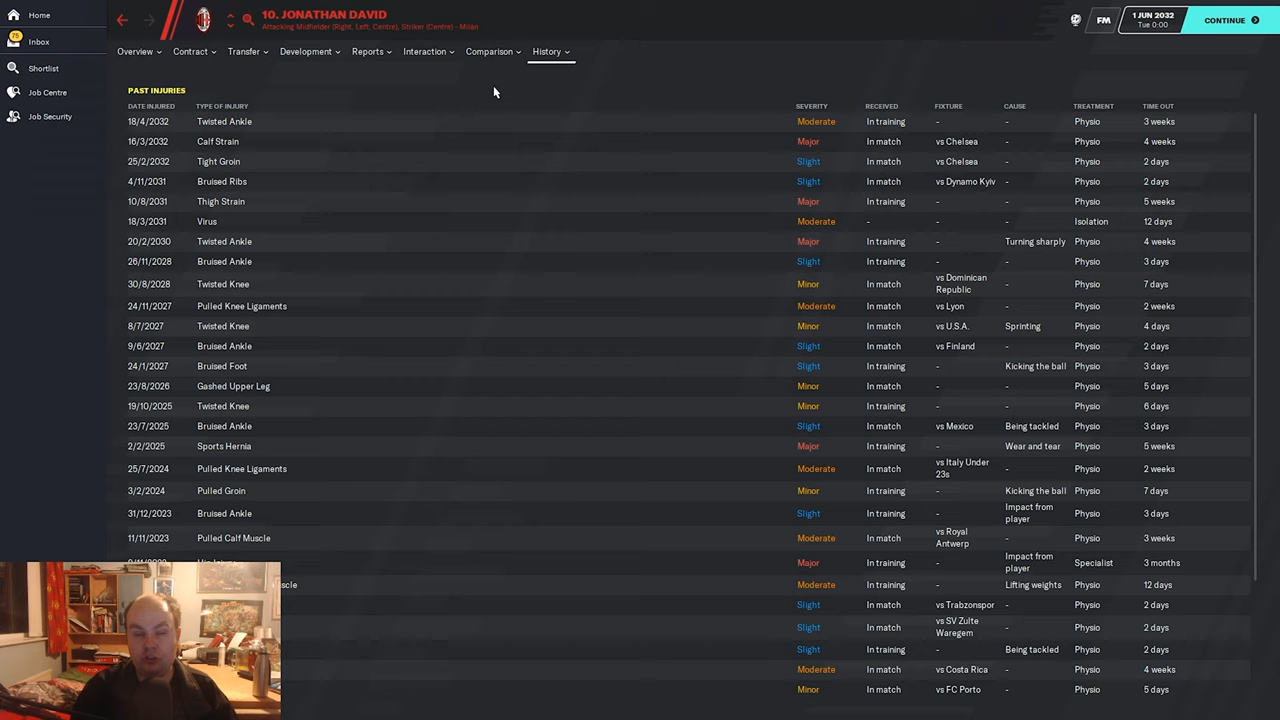 Home
75
Inbox
Shortlist
Job Centre
Job Security
10. JONATHAN DAVID
Attacking Midfielder (Right, Left, Centre), Striker (Centre) - Milan
FM
1 JUN 2032
Tue 0:00
CONTINUE
Overview Contract Transfer Development Reports Interaction Comparison History
PAST INJURIES
DATE INJURED TYPE OF INJURY SEVERITY RECEIVED FIXTURE CAUSE TREATMENT TIME OUT
18/4/2032 Twisted Ankle Moderate In training - - Physio 3 weeks
16/3/2032 Calf Strain Major In match vs Chelsea - Physio 4 weeks
25/2/2032 Tight Groin Slight In match vs Chelsea - Physio 2 days
4/11/2031 Bruised Ribs Slight In match vs Dynamo Kyiv - Physio 2 days
10/8/2031 Thigh Strain Major In training - - Physio 5 weeks
18/3/2031 Virus Moderate - - - Isolation 12 days
20/2/2030 Twisted Ankle Major In training - Turning sharply Physio 4 weeks
26/11/2028 Bruised Ankle Slight In training - - Physio 3 days
30/8/2028 Twisted Knee Minor In match vs Dominican Republic - Physio 7 days
24/11/2027 Pulled Knee Ligaments Moderate In match vs Lyon - Physio 2 weeks
8/7/2027 Twisted Knee Minor In match vs U.S.A. Sprinting Physio 4 days
9/6/2027 Bruised Ankle Slight In match vs Finland - Physio 2 days
24/1/2027 Bruised Foot Slight In training - Kicking the ball Physio 3 days
23/8/2026 Gashed Upper Leg Minor In match - - Physio 5 days
19/10/2025 Twisted Knee Minor In training - - Physio 6 days
23/7/2025 Bruised Ankle Slight In match vs Mexico Being tackled Physio 3 days
2/2/2025 Sports Hernia Major In training - Wear and tear Physio 5 weeks
25/7/2024 Pulled Knee Ligaments Moderate In match vs Italy Under 23s - Physio 2 weeks
3/2/2024 Pulled Groin Minor In training - Kicking the ball Physio 7 days
31/12/2023 Bruised Ankle Slight In training - Impact from player Physio 3 days
11/11/2023 Pulled Calf Muscle Moderate In match vs Royal Antwerp - Physio 3 weeks
Major In training - Impact from player Specialist 3 months
scle Moderate In training - Lifting weights Physio 12 days
Slight In match vs Trabzonspor - Physio 2 days
Slight In match vs SV Zulte Waregem - Physio 2 days
Slight In training - Being tackled Physio 2 days
Moderate In match vs Costa Rica - Physio 4 weeks
Minor In match vs FC Porto - Physio 5 days